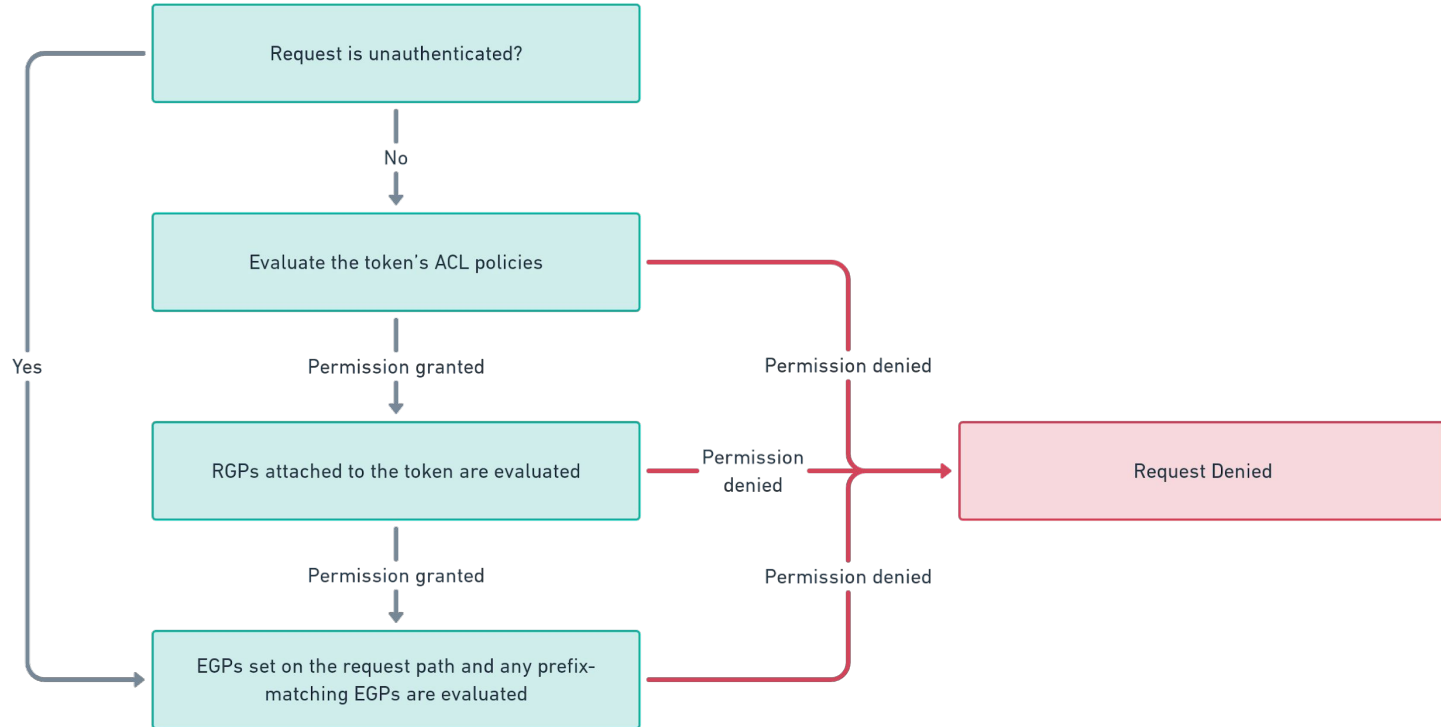 Request is unauthenticated?
No
Evaluate the token's ACL policies
Yes
Permission granted
Permission denied
RGPs attached to the token are evaluated
Permission
denied
Request Denied
Permission granted
Permission denied
EGPs set on the request path and any prefix-
matching EGPs are evaluated